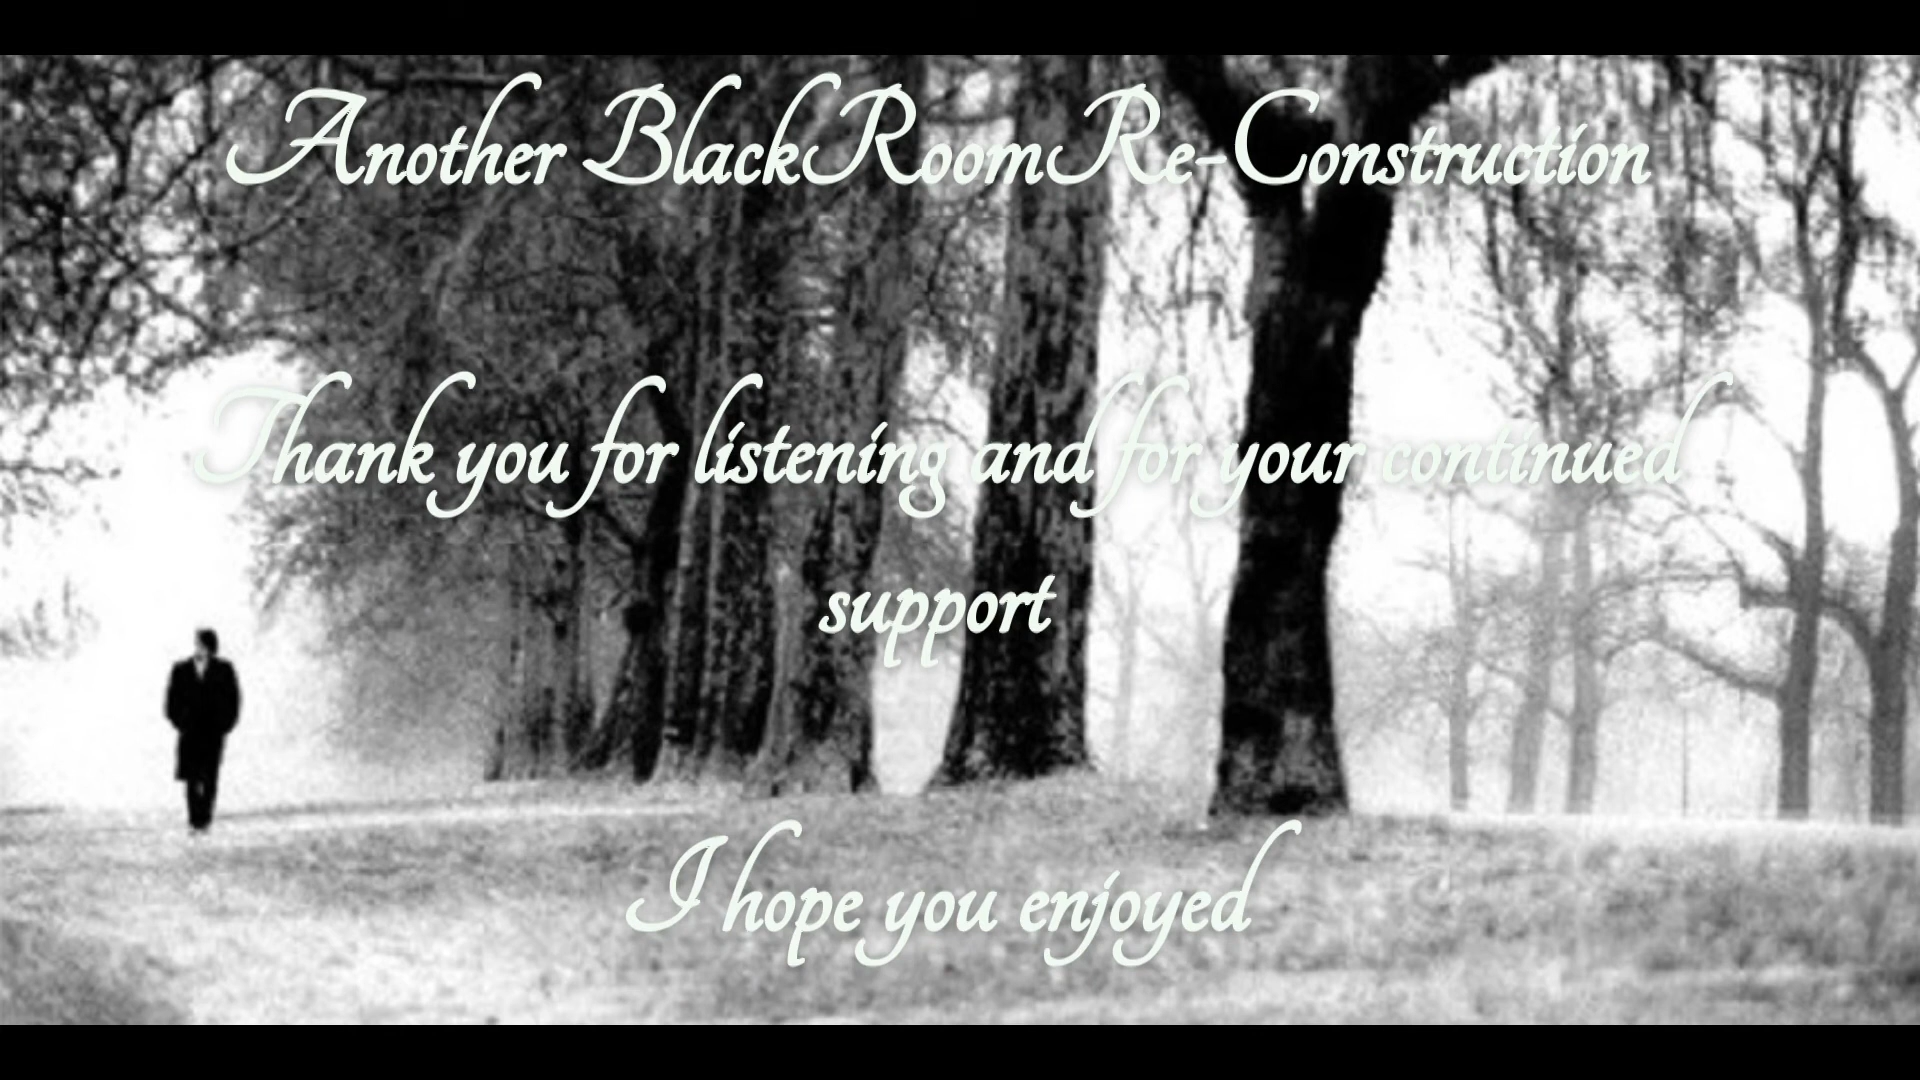 Another BlackRoomRe-Construction
Thank you for listening and for your continued
support
I hope you enjoyed